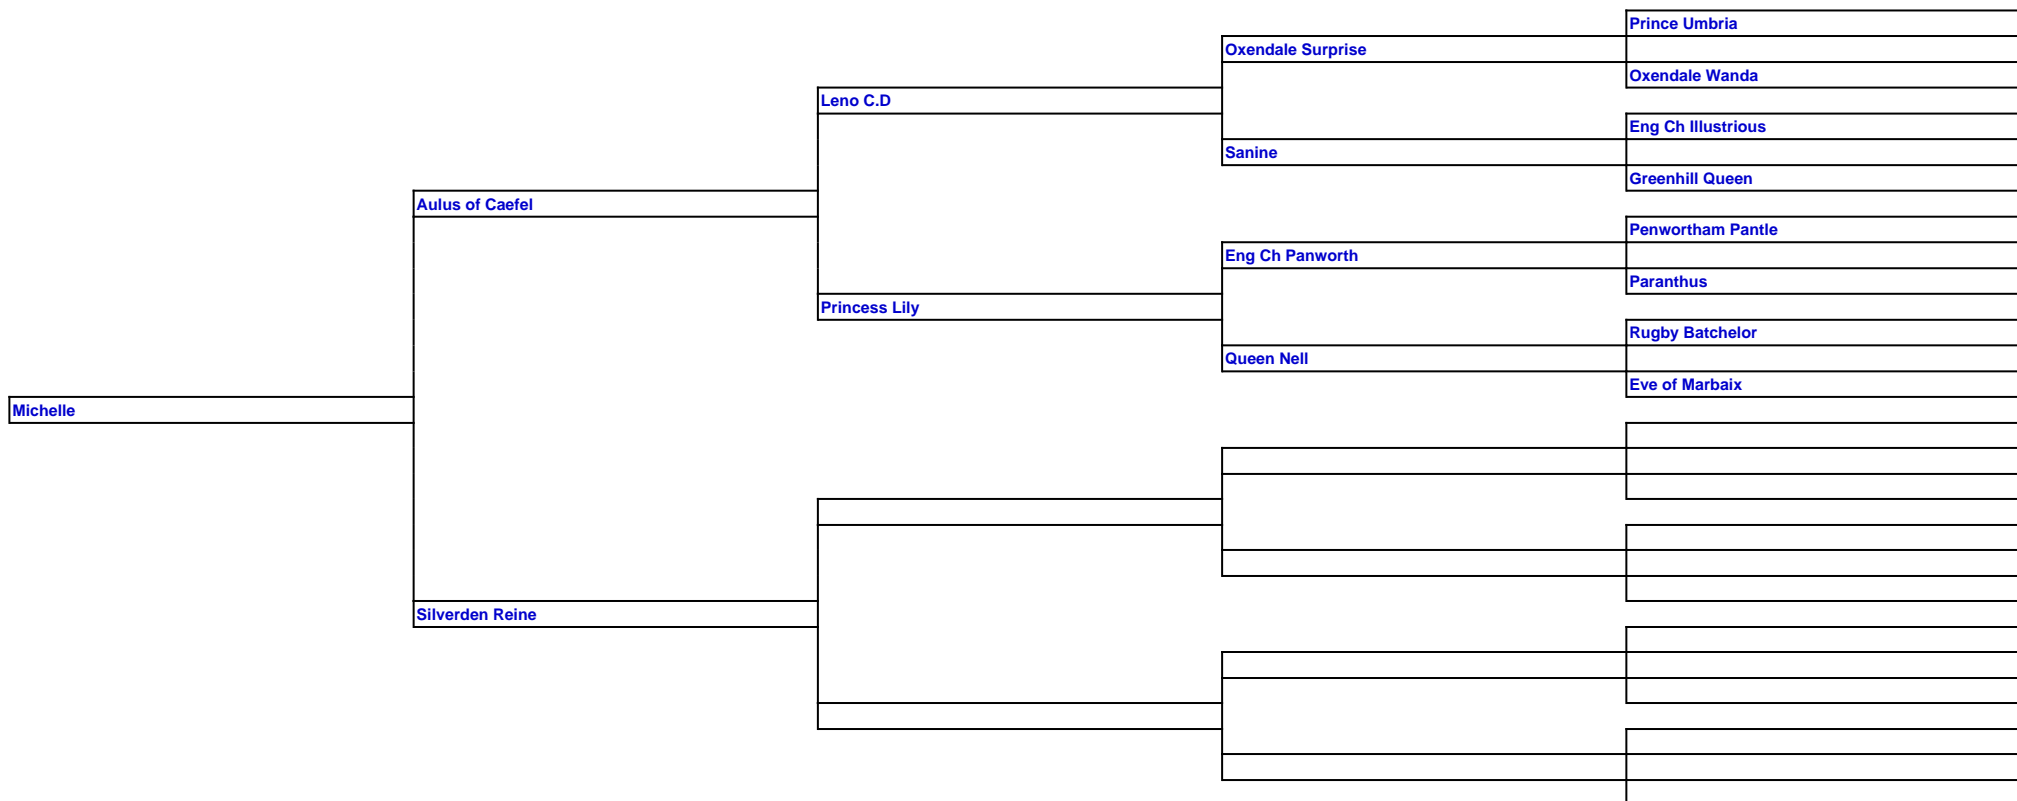 Prince Umbria
Oxendale Surprise
Oxendale Wanda
Leno C.D
Eng Ch Illustrious
Sanine
Greenhill Queen
Aulus of Caefel
Penwortham Pantle
Eng Ch Panworth
Paranthus
Princess Lily
Rugby Batchelor
Queen Nell
Eve of Marbaix
Michelle
Silverden Reine